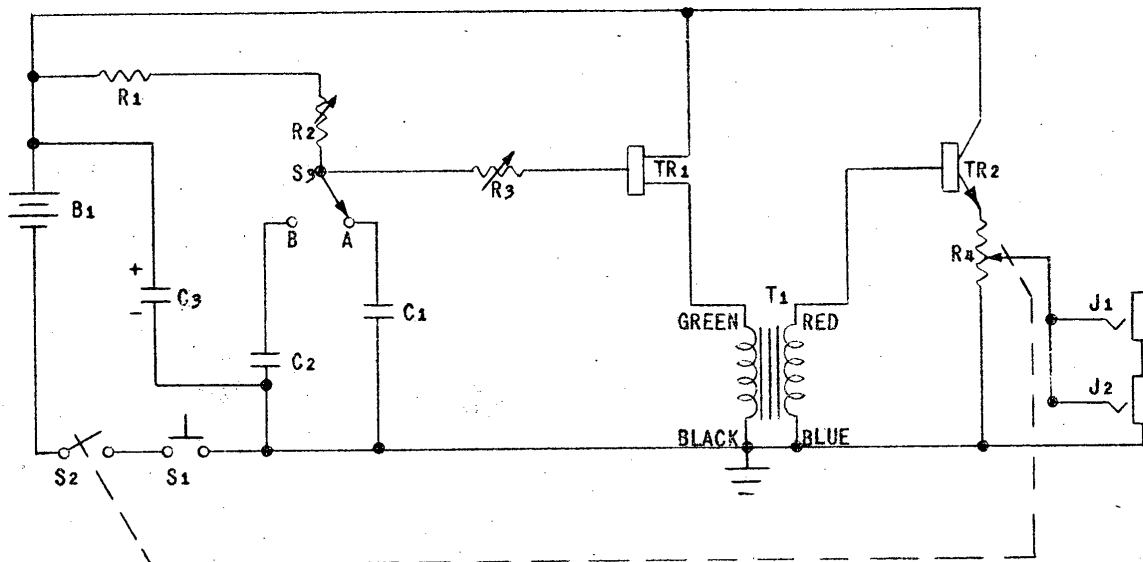 R1
R2
S3
R3
TR1
TR2
B1
B
A
R4
+
C3
-
C1
T1
J1
GREEN
RED
C2
J2
BLACK
BLUE
S2
S1